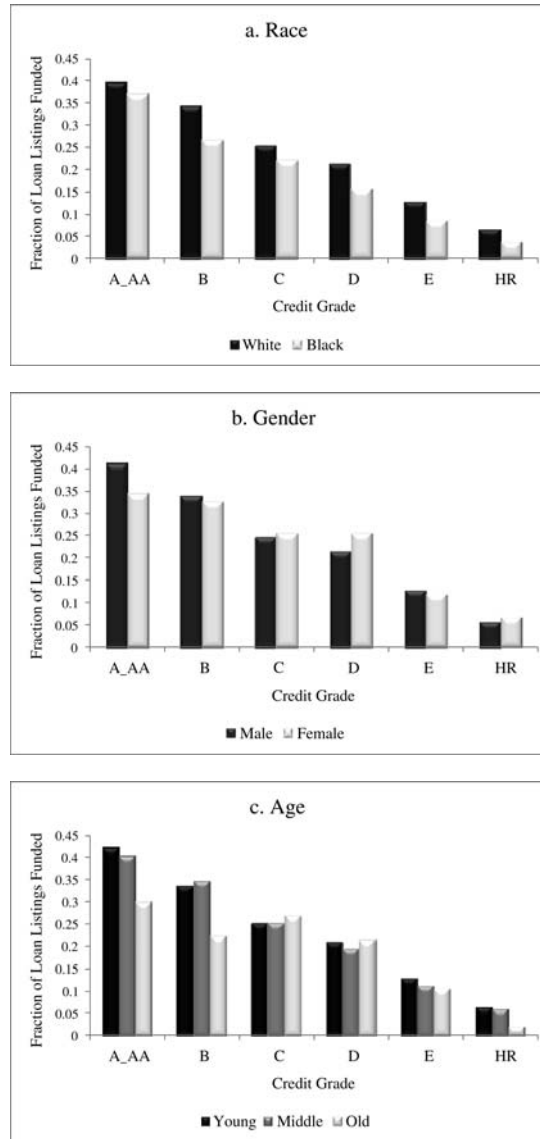 a. Race
Fraction of Loan Listings Funded
0.45
0.4
0.35
0.3
0.25
0.2
0.15
0.1
0.05
0
A_AA B C D E HR
Credit Grade
White Black
b. Gender
Fraction of Loan Listings Funded
0.45
0.4
0.35
0.3
0.25
0.2
0.15
0.1
0.05
0
A_AA B C D E HR
Credit Grade
Male Female
c. Age
Fraction of Loan Listings Funded
0.45
0.4
0.35
0.3
0.25
0.2
0.15
0.1
0.05
0
A_AA B C D E HR
Credit Grade
Young Middle Old